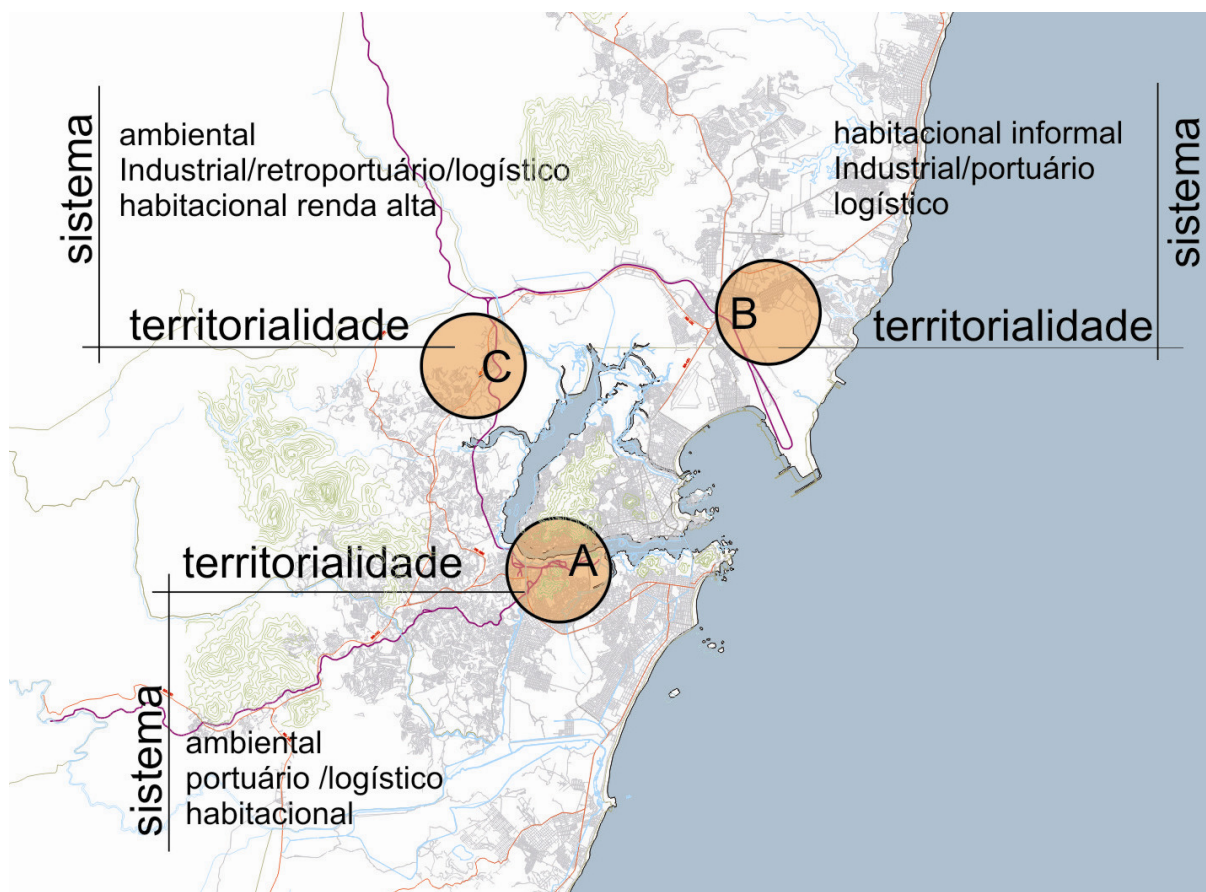 sistema
ambiental
Industrial/retroportuário/logístico
habitacional renda alta
territorialidade
C
habitacional informal
Industrial/portuário
logístico
sistema
territorialidade
B
territorialidade
A
sistema
ambiental
portuário /logístico
habitacional